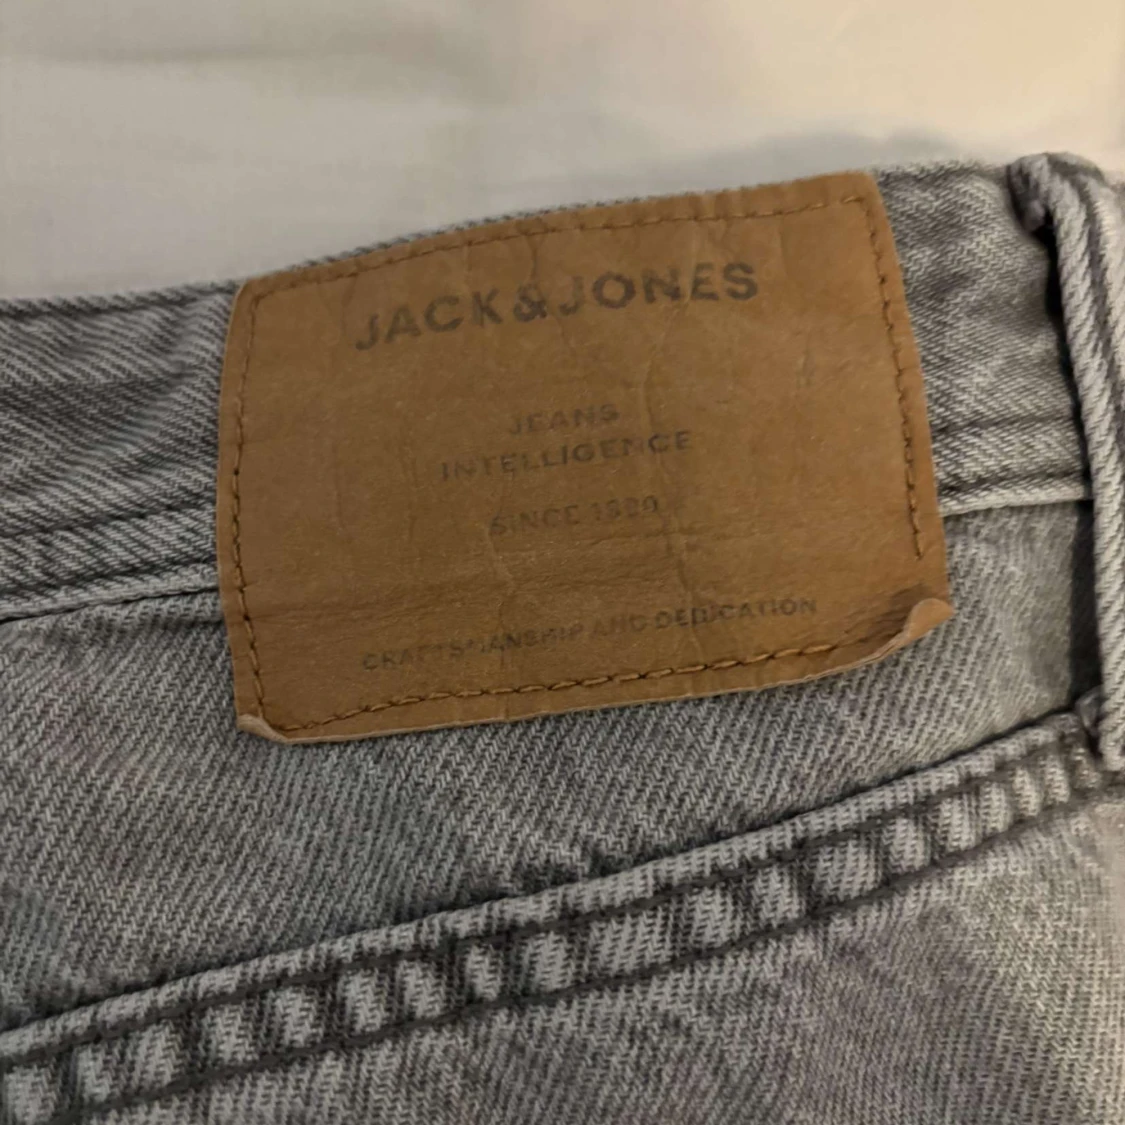 JACK&JONES
JEANS
INTELLIGENCE
SINCE 1990
CRAFTSMANSHIP AND DEDICATION